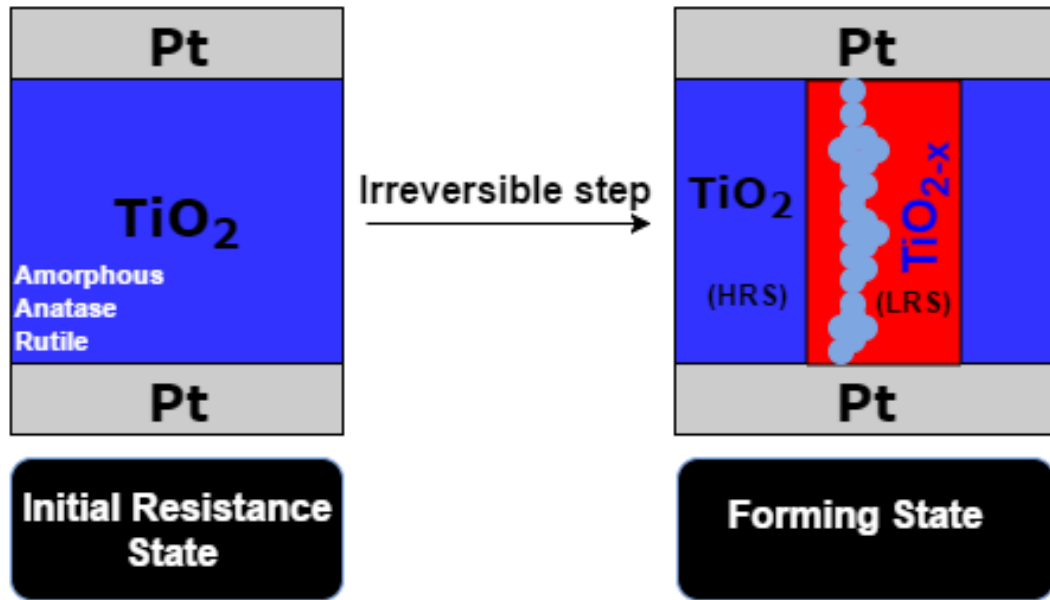 Pt
TiO₂
Amorphous
Anatase
Rutile
Pt
Initial Resistance
State
Irreversible step
Pt
TiO₂
(HRS)
TiO₂₋ₓ
(LRS)
Pt
Forming State